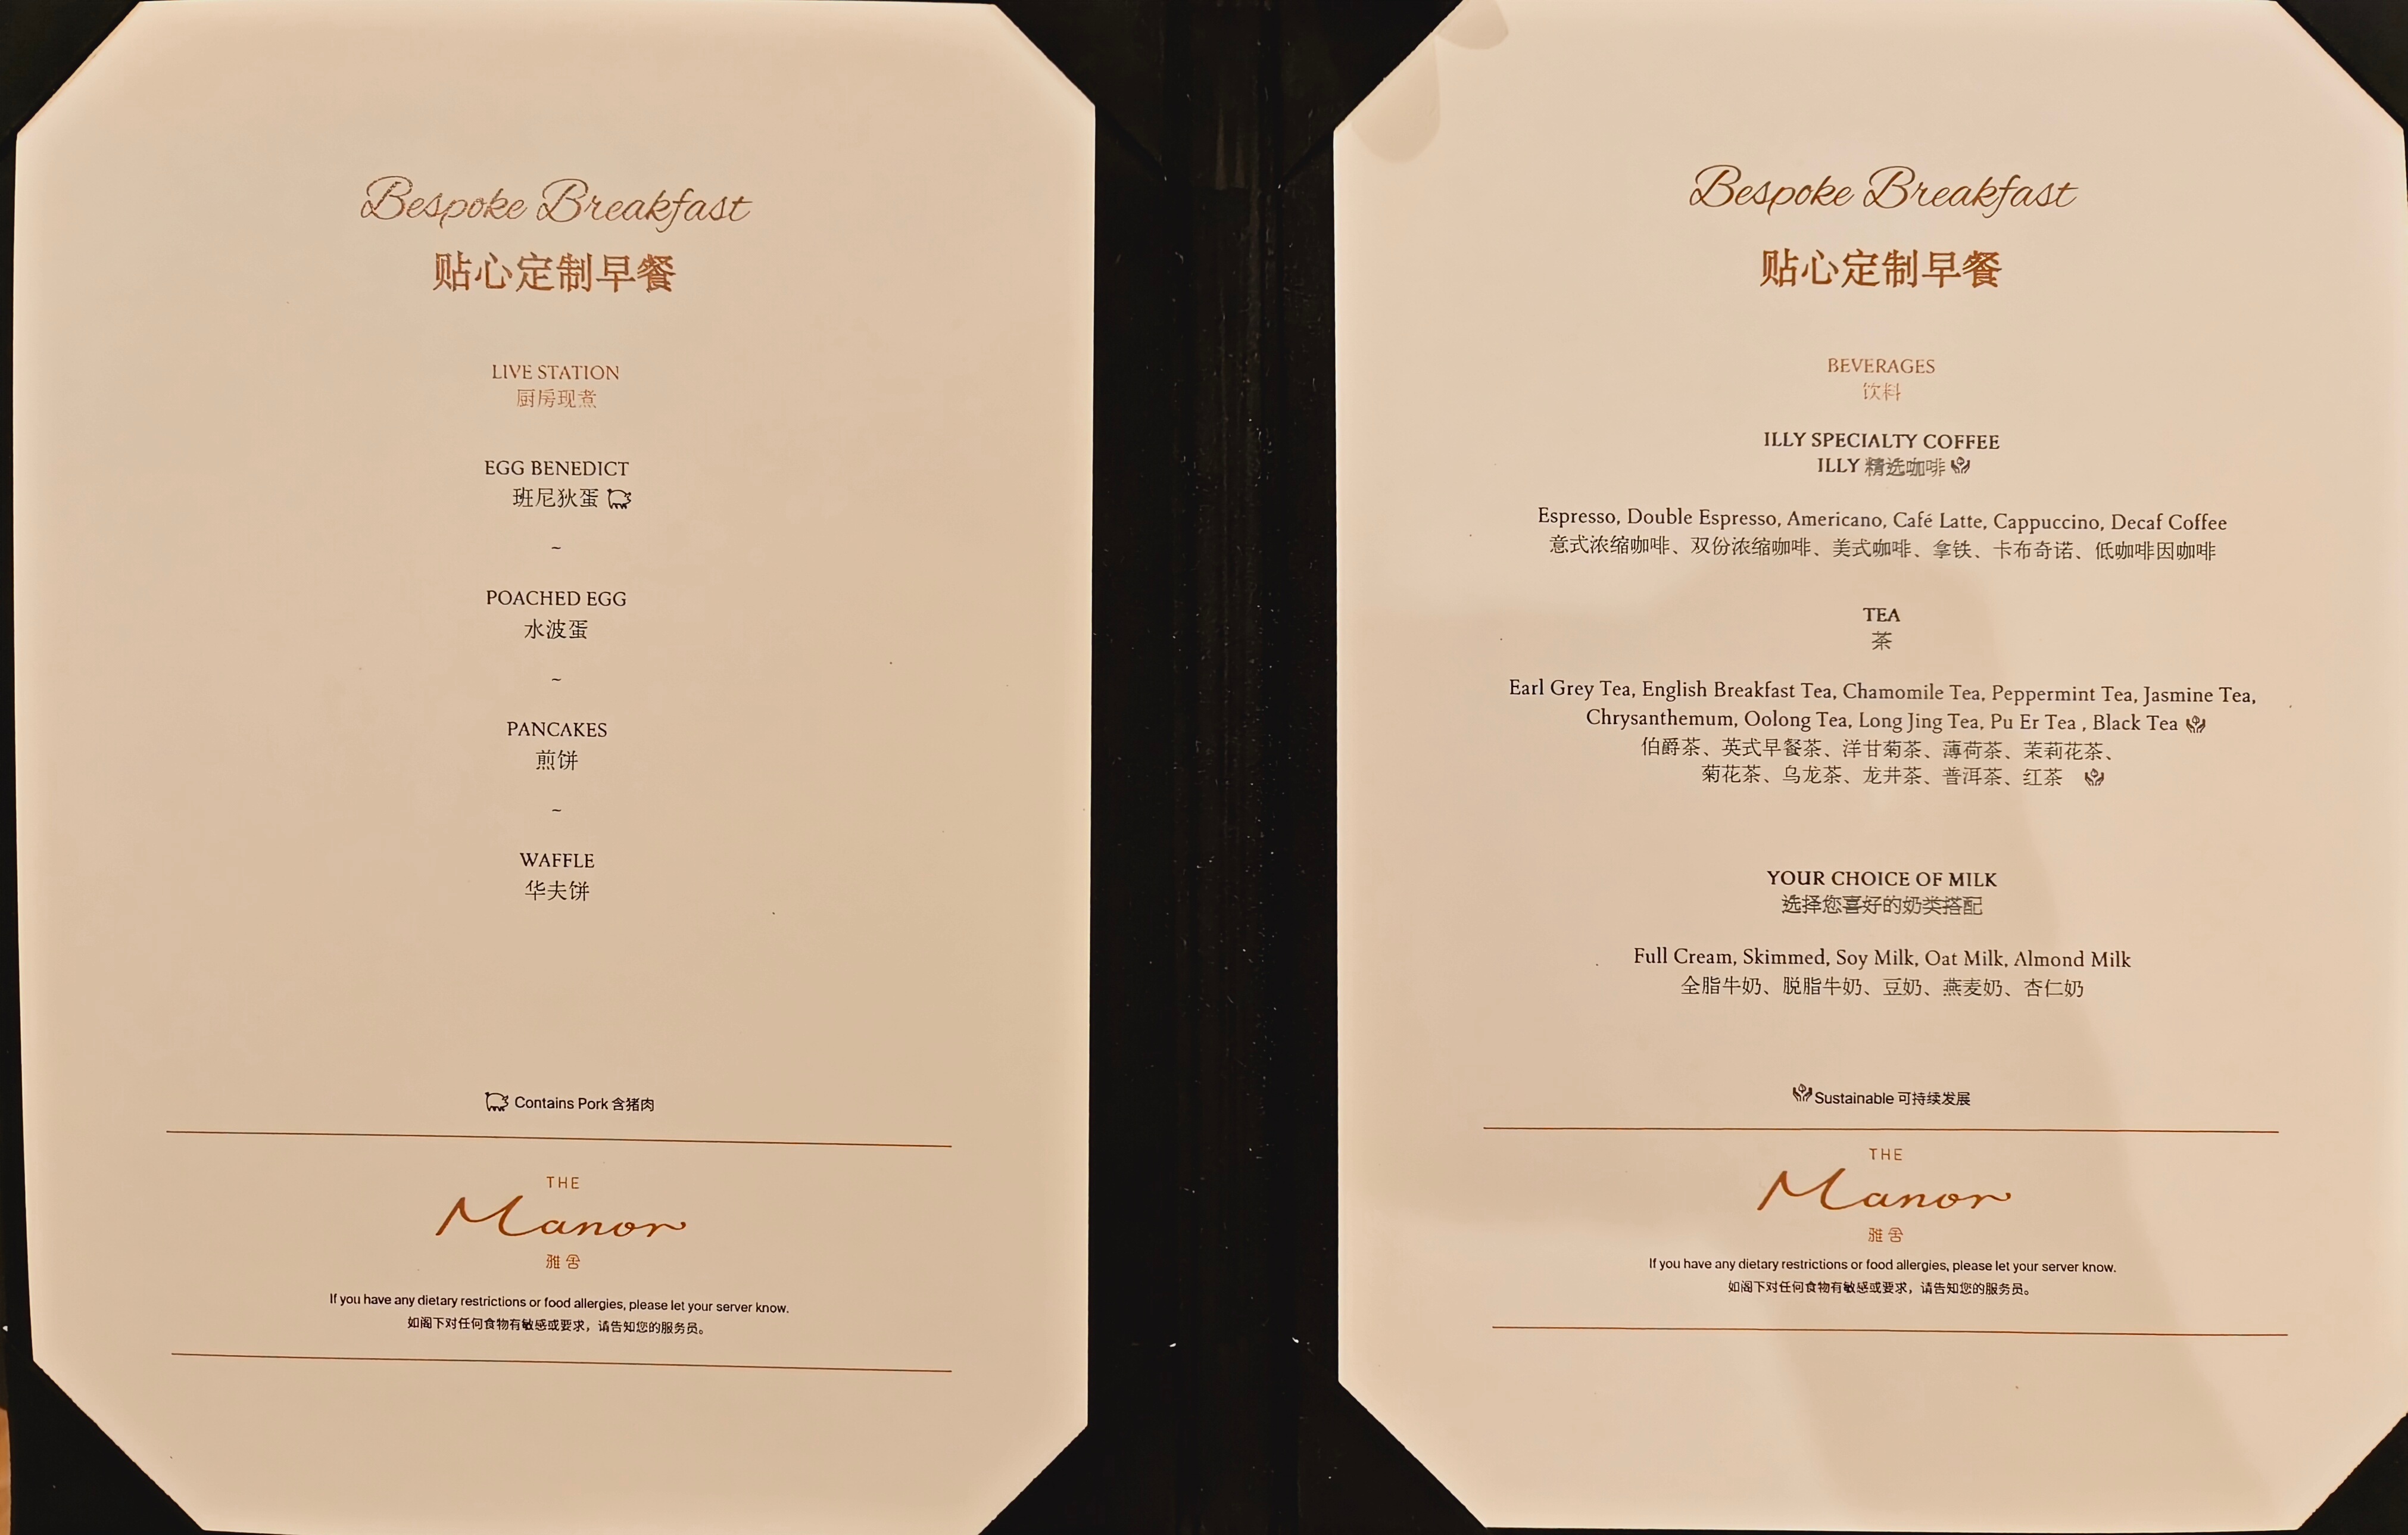 Bespoke Breakfast
贴心定制早餐
LIVE STATION
厨房现煮
EGG BENEDICT
班尼狄蛋
~
POACHED EGG
水波蛋
~
PANCAKES
煎饼
~
WAFFLE
华夫饼
Contains Pork 含猪肉
THE
Manor
雅舍
If you have any dietary restrictions or food allergies, please let your server know.
如阁下对任何食物有敏感或要求，请告知您的服务员。
Bespoke Breakfast
贴心定制早餐
BEVERAGES
饮料
ILLY SPECIALTY COFFEE
ILLY 精选咖啡
Espresso, Double Espresso, Americano, Café Latte, Cappuccino, Decaf Coffee
意式浓缩咖啡、双份浓缩咖啡、美式咖啡、拿铁、卡布奇诺、低咖啡因咖啡
TEA
茶
Earl Grey Tea, English Breakfast Tea, Chamomile Tea, Peppermint Tea, Jasmine Tea,
Chrysanthemum, Oolong Tea, Long Jing Tea, Pu Er Tea , Black Tea
伯爵茶、英式早餐茶、洋甘菊茶、薄荷茶、茉莉花茶、
菊花茶、乌龙茶、龙井茶、普洱茶、红茶
YOUR CHOICE OF MILK
选择您喜好的奶类搭配
Full Cream, Skimmed, Soy Milk, Oat Milk, Almond Milk
全脂牛奶、脱脂牛奶、豆奶、燕麦奶、杏仁奶
Sustainable 可持续发展
THE
Manor
雅舍
If you have any dietary restrictions or food allergies, please let your server know.
如阁下对任何食物有敏感或要求，请告知您的服务员。